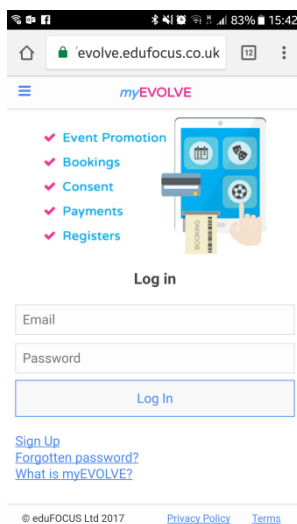 83% 15:42
evolve.edufocus.co.uk 12
myEVOLVE
Event Promotion
Bookings
Consent
Payments
Registers
BOOKING
Log in
Email
Password
Log In
Sign Up
Forgotten password?
What is myEVOLVE?
© eduFOCUS Ltd 2017 Privacy Policy Terms